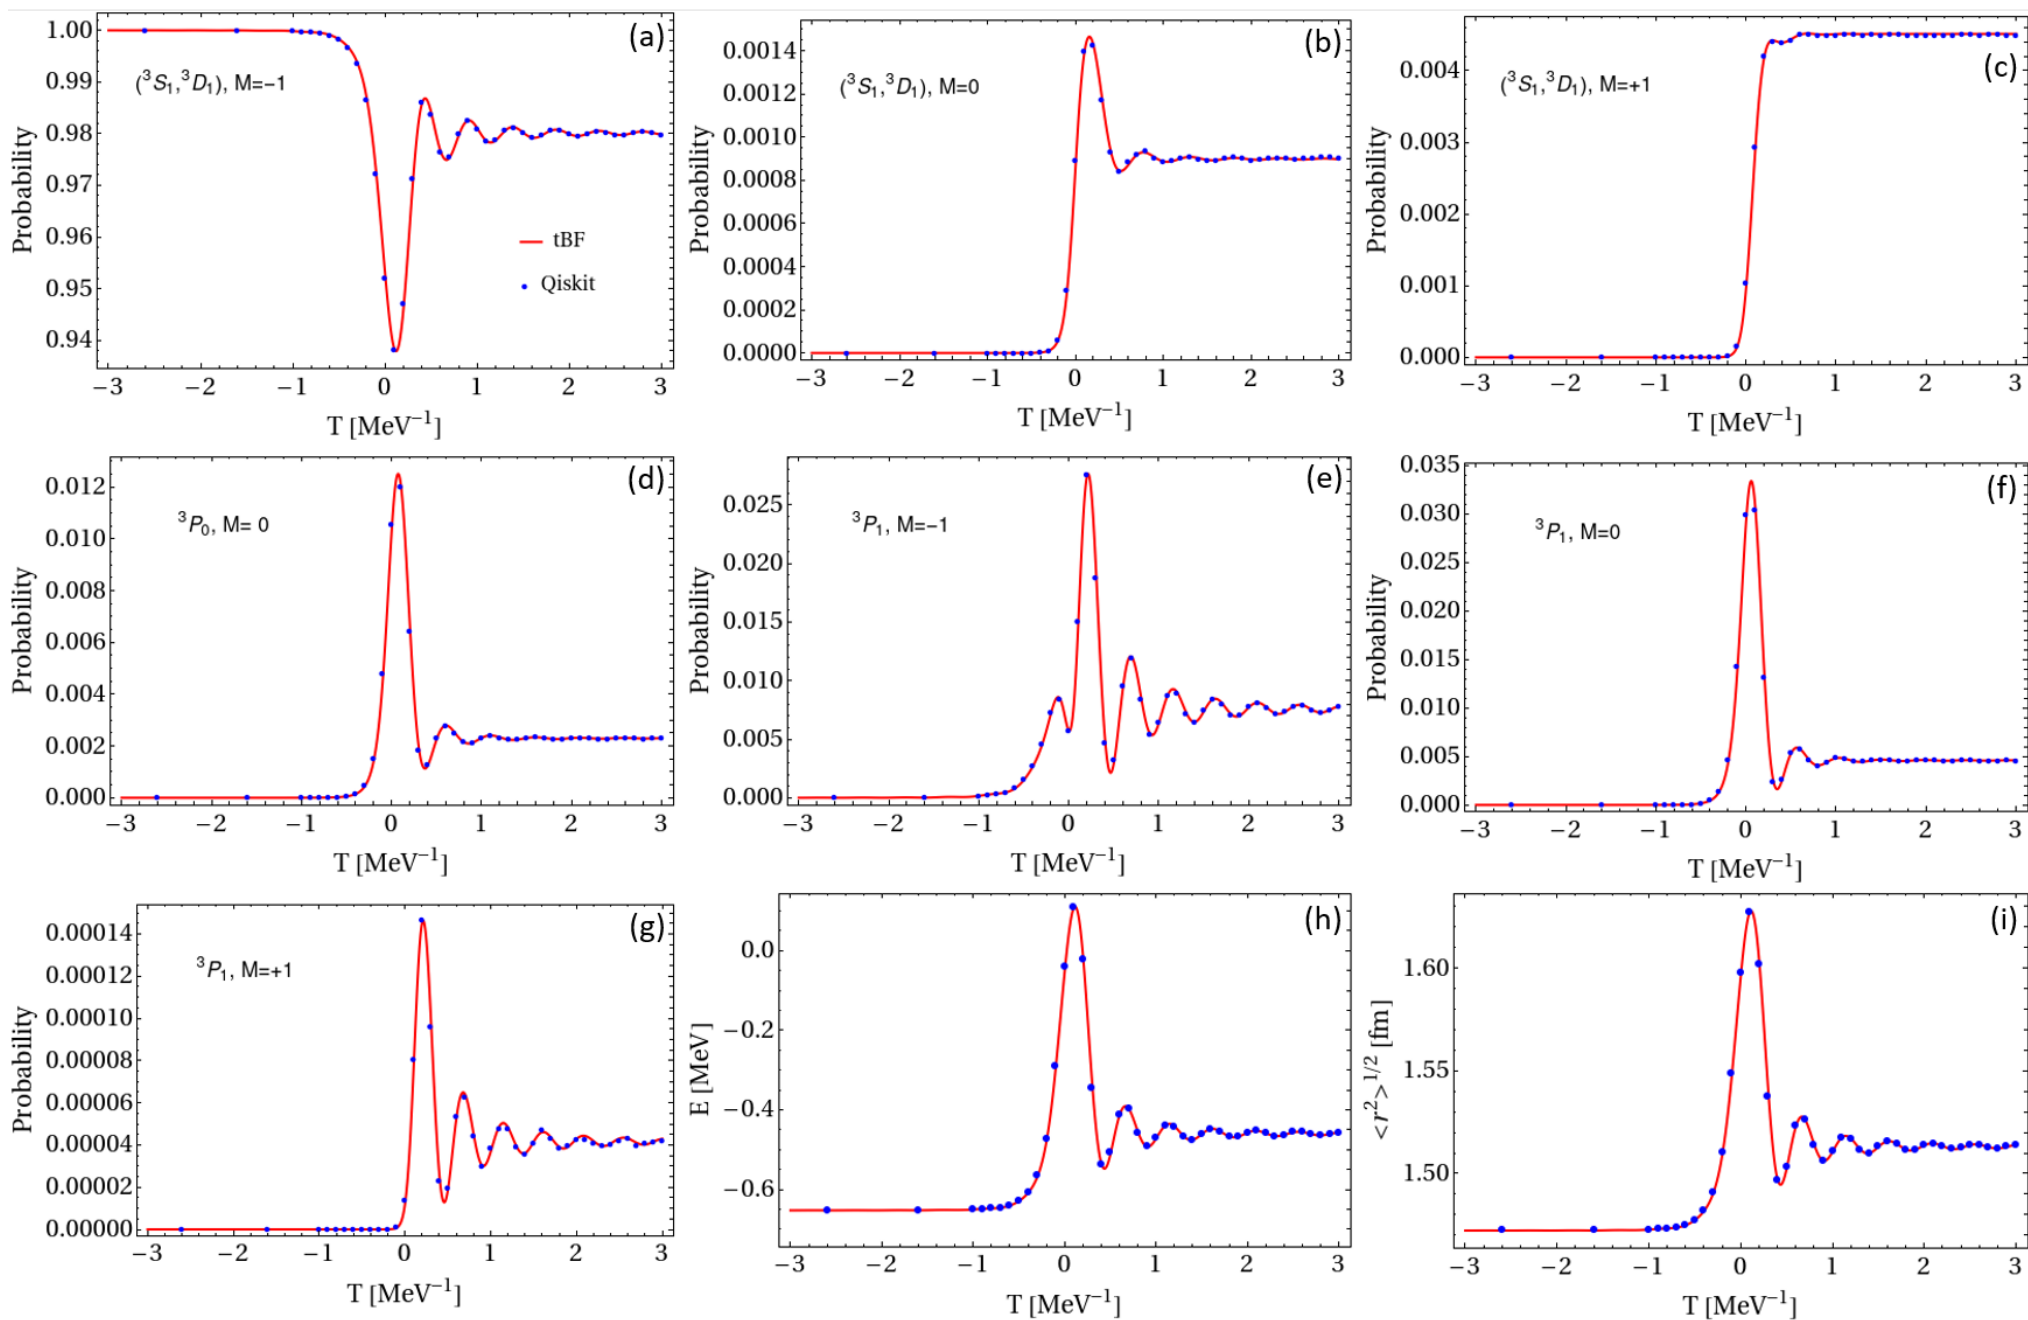 (a)
(³S₁,³D₁), M=−1
tBF
Qiskit
1.00
0.99
0.98
0.97
0.96
0.95
0.94
−3 −2 −1 0 1 2 3
Probability
T [MeV⁻¹]
(b)
(³S₁,³D₁), M=0
0.0014
0.0012
0.0010
0.0008
0.0006
0.0004
0.0002
0.0000
−3 −2 −1 0 1 2 3
Probability
T [MeV⁻¹]
(c)
(³S₁,³D₁), M=+1
0.004
0.003
0.002
0.001
0.000
−3 −2 −1 0 1 2 3
Probability
T [MeV⁻¹]
(d)
³P₀, M= 0
0.012
0.010
0.008
0.006
0.004
0.002
0.000
−3 −2 −1 0 1 2 3
Probability
T [MeV⁻¹]
(e)
³P₁, M=−1
0.025
0.020
0.015
0.010
0.005
0.000
−3 −2 −1 0 1 2 3
Probability
T [MeV⁻¹]
(f)
³P₁, M=0
0.035
0.030
0.025
0.020
0.015
0.010
0.005
0.000
−3 −2 −1 0 1 2 3
Probability
T [MeV⁻¹]
(g)
³P₁, M=+1
0.00014
0.00012
0.00010
0.00008
0.00006
0.00004
0.00002
0.00000
−3 −2 −1 0 1 2 3
Probability
T [MeV⁻¹]
(h)
0.0
−0.2
−0.4
−0.6
−3 −2 −1 0 1 2 3
E [MeV]
T [MeV⁻¹]
(i)
1.60
1.55
1.50
−3 −2 −1 0 1 2 3
<r²>^1/2 [fm]
T [MeV⁻¹]